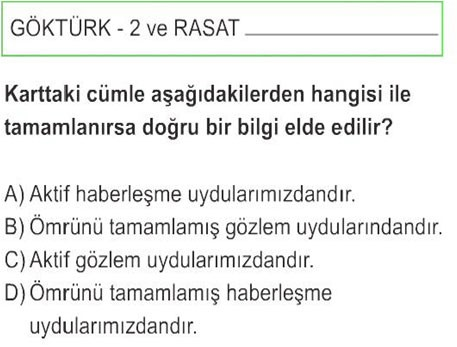 GÖKTÜRK - 2 ve RASAT
Karttaki cümle aşağıdakilerden hangisi ile
tamamlanırsa doğru bir bilgi elde edilir?
A) Aktif haberleşme uydularımızdandır.
B) Ömrünü tamamlamış gözlem uydularındandır.
C) Aktif gözlem uydularımızdandır.
D) Ömrünü tamamlamış haberleşme
uydularımızdandır.